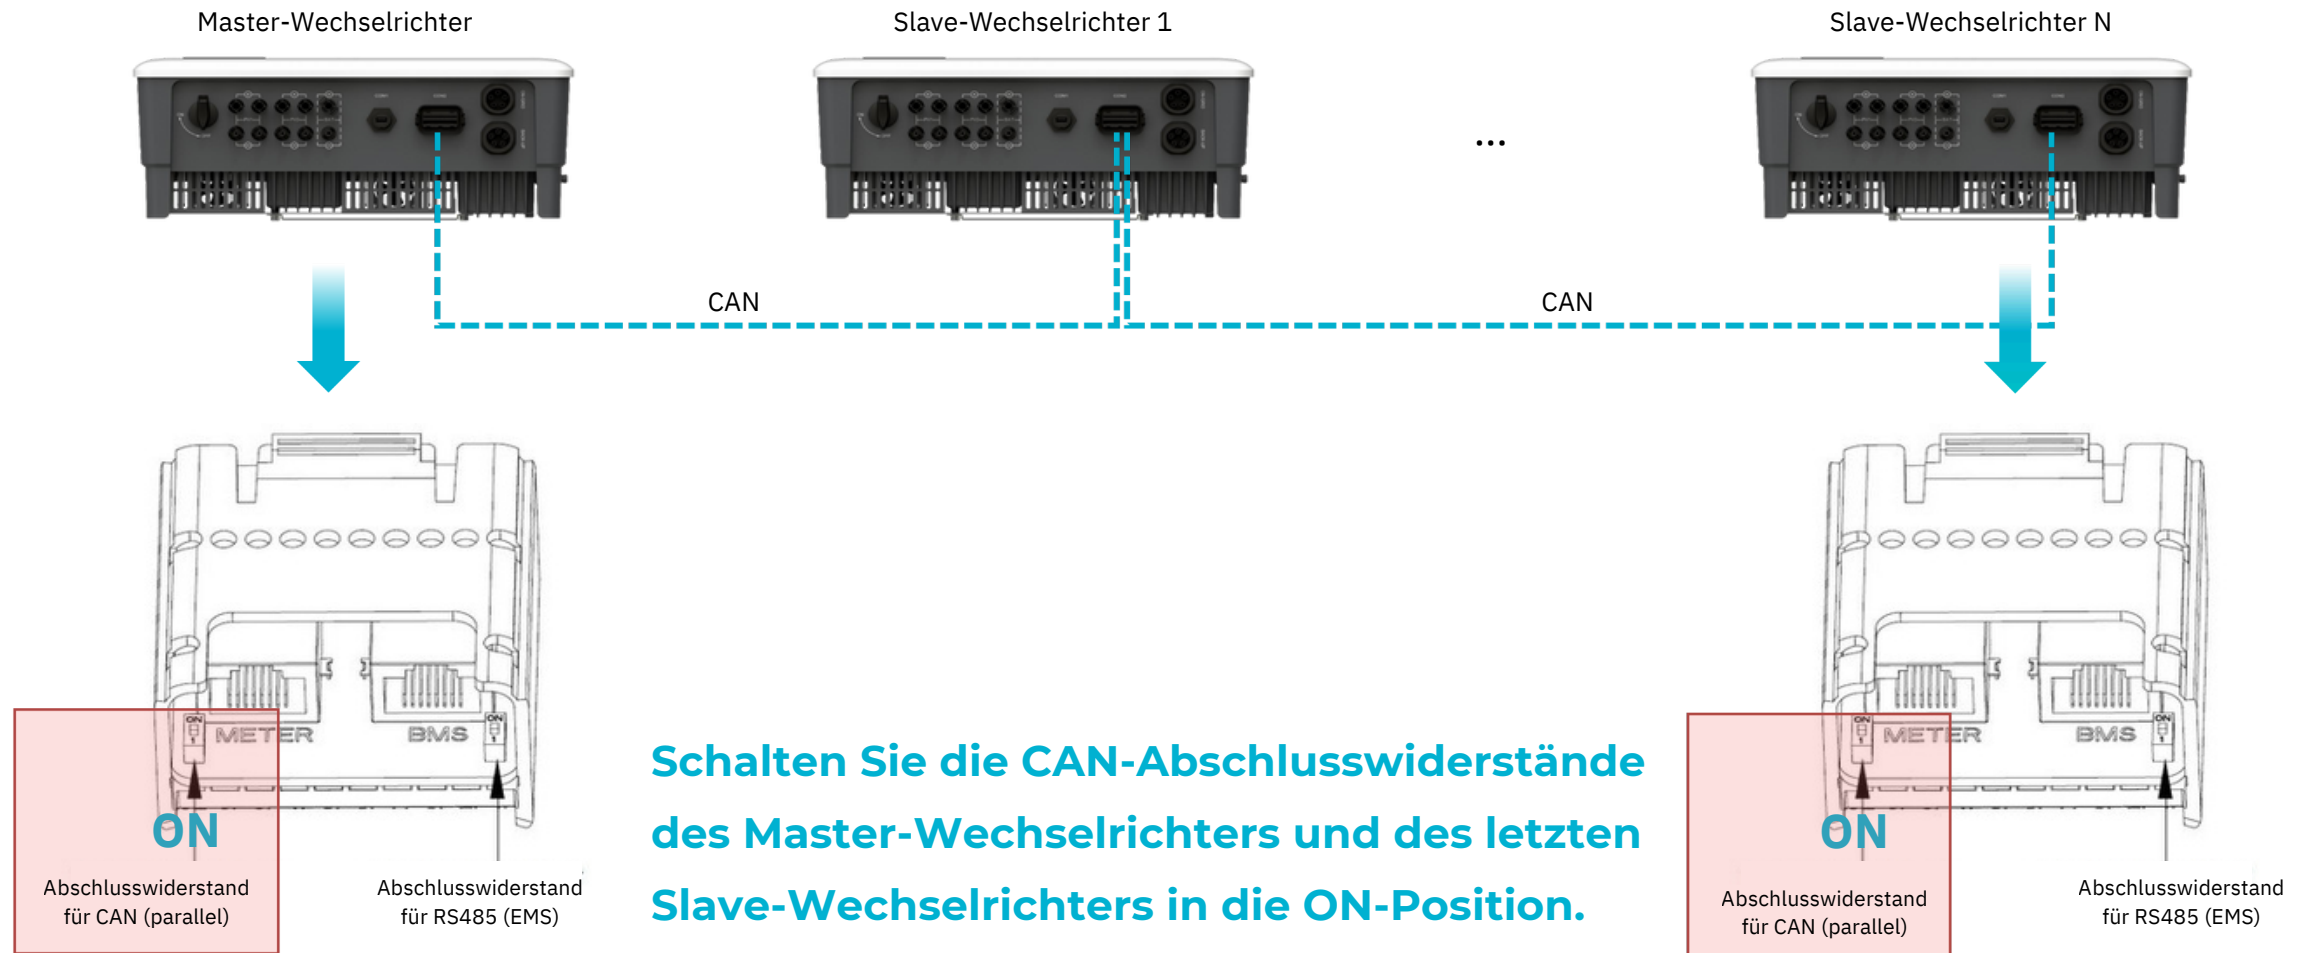 Master-Wechselrichter
Slave-Wechselrichter 1
Slave-Wechselrichter N
...
CAN
CAN
ON
METER
BMS
ON
ON
Abschlusswiderstand
für CAN (parallel)
Abschlusswiderstand
für RS485 (EMS)
Schalten Sie die CAN-Abschlusswiderstände
des Master-Wechselrichters und des letzten
Slave-Wechselrichters in die ON-Position.
ON
METER
BMS
ON
ON
Abschlusswiderstand
für CAN (parallel)
Abschlusswiderstand
für RS485 (EMS)